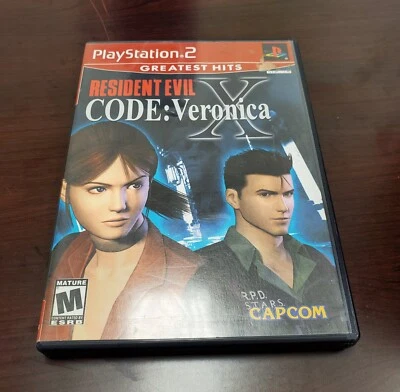 PlayStation®2
GREATEST HITS
RESIDENT EVIL
CODE: Veronica X
MATURE
M
ESRB
R.P.D.
S.T.A.R.S.
CAPCOM